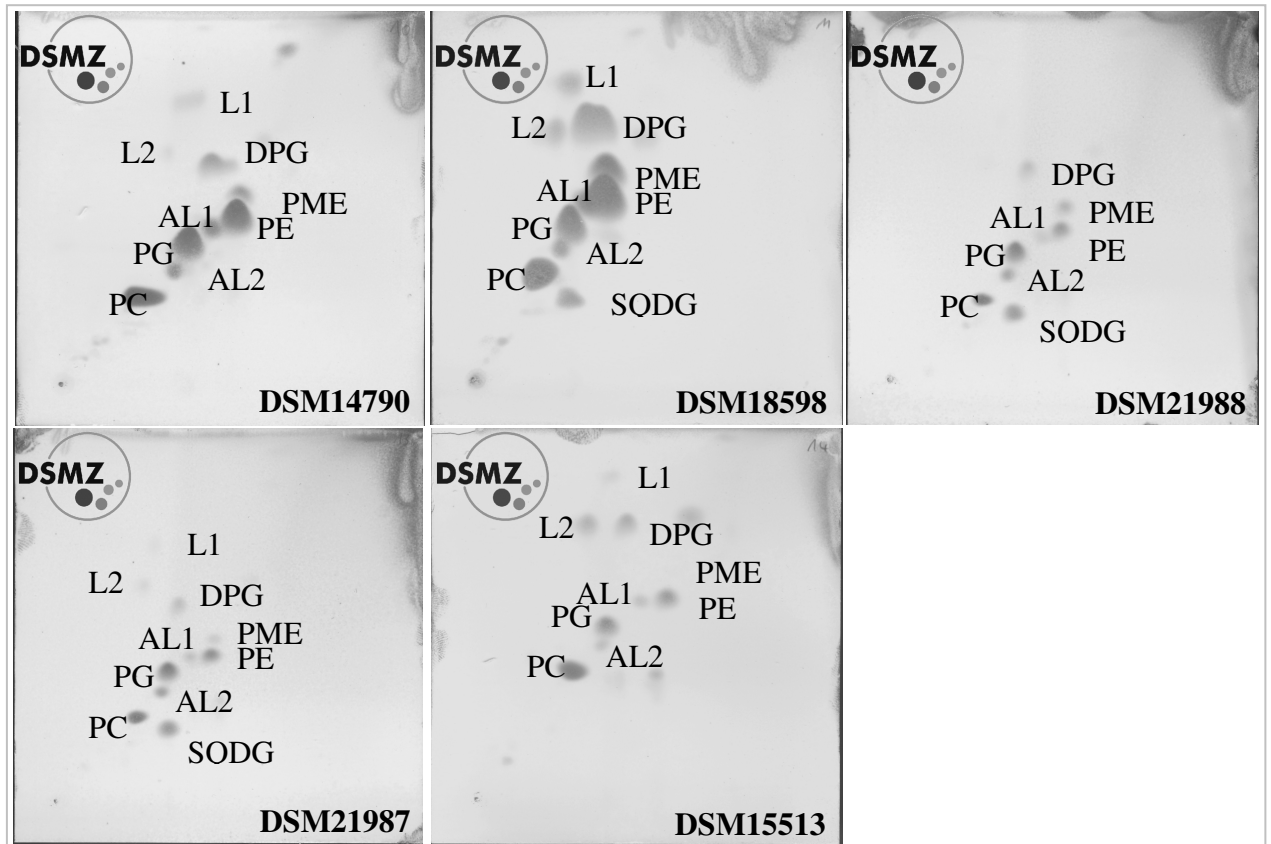 DSMZ
L1
L2
DPG
PME
AL1
PE
PG
AL2
PC
DSM14790
DSMZ
L1
L2
DPG
PME
AL1
PE
PG
AL2
PC
SODG
DSM18598
DSMZ
DPG
PME
AL1
PE
PG
AL2
PC
SODG
DSM21988
DSMZ
L1
L2
DPG
PME
AL1
PE
PG
AL2
PC
SODG
DSM21987
DSMZ
14
L1
L2
DPG
PME
AL1
PE
PG
AL2
PC
DSM15513